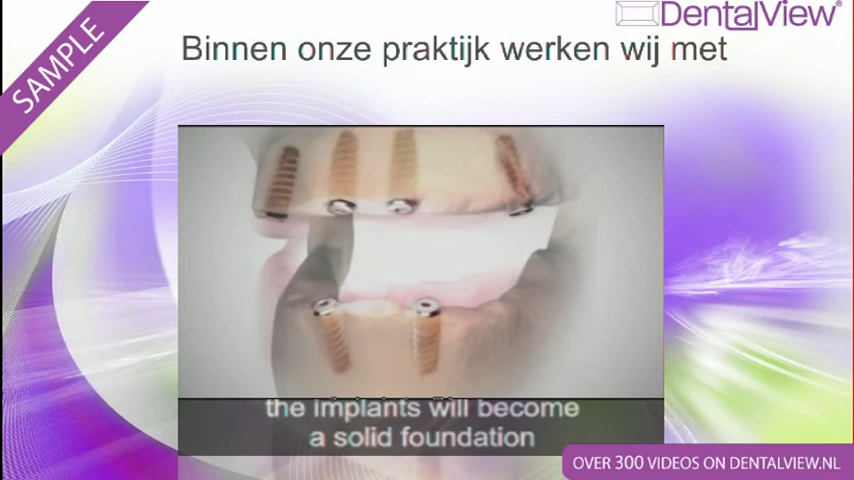 SAMPLE
DentalView®
Binnen onze praktijk werken wij met
the implants will become
a solid foundation
OVER 300 VIDEOS ON DENTALVIEW.NL